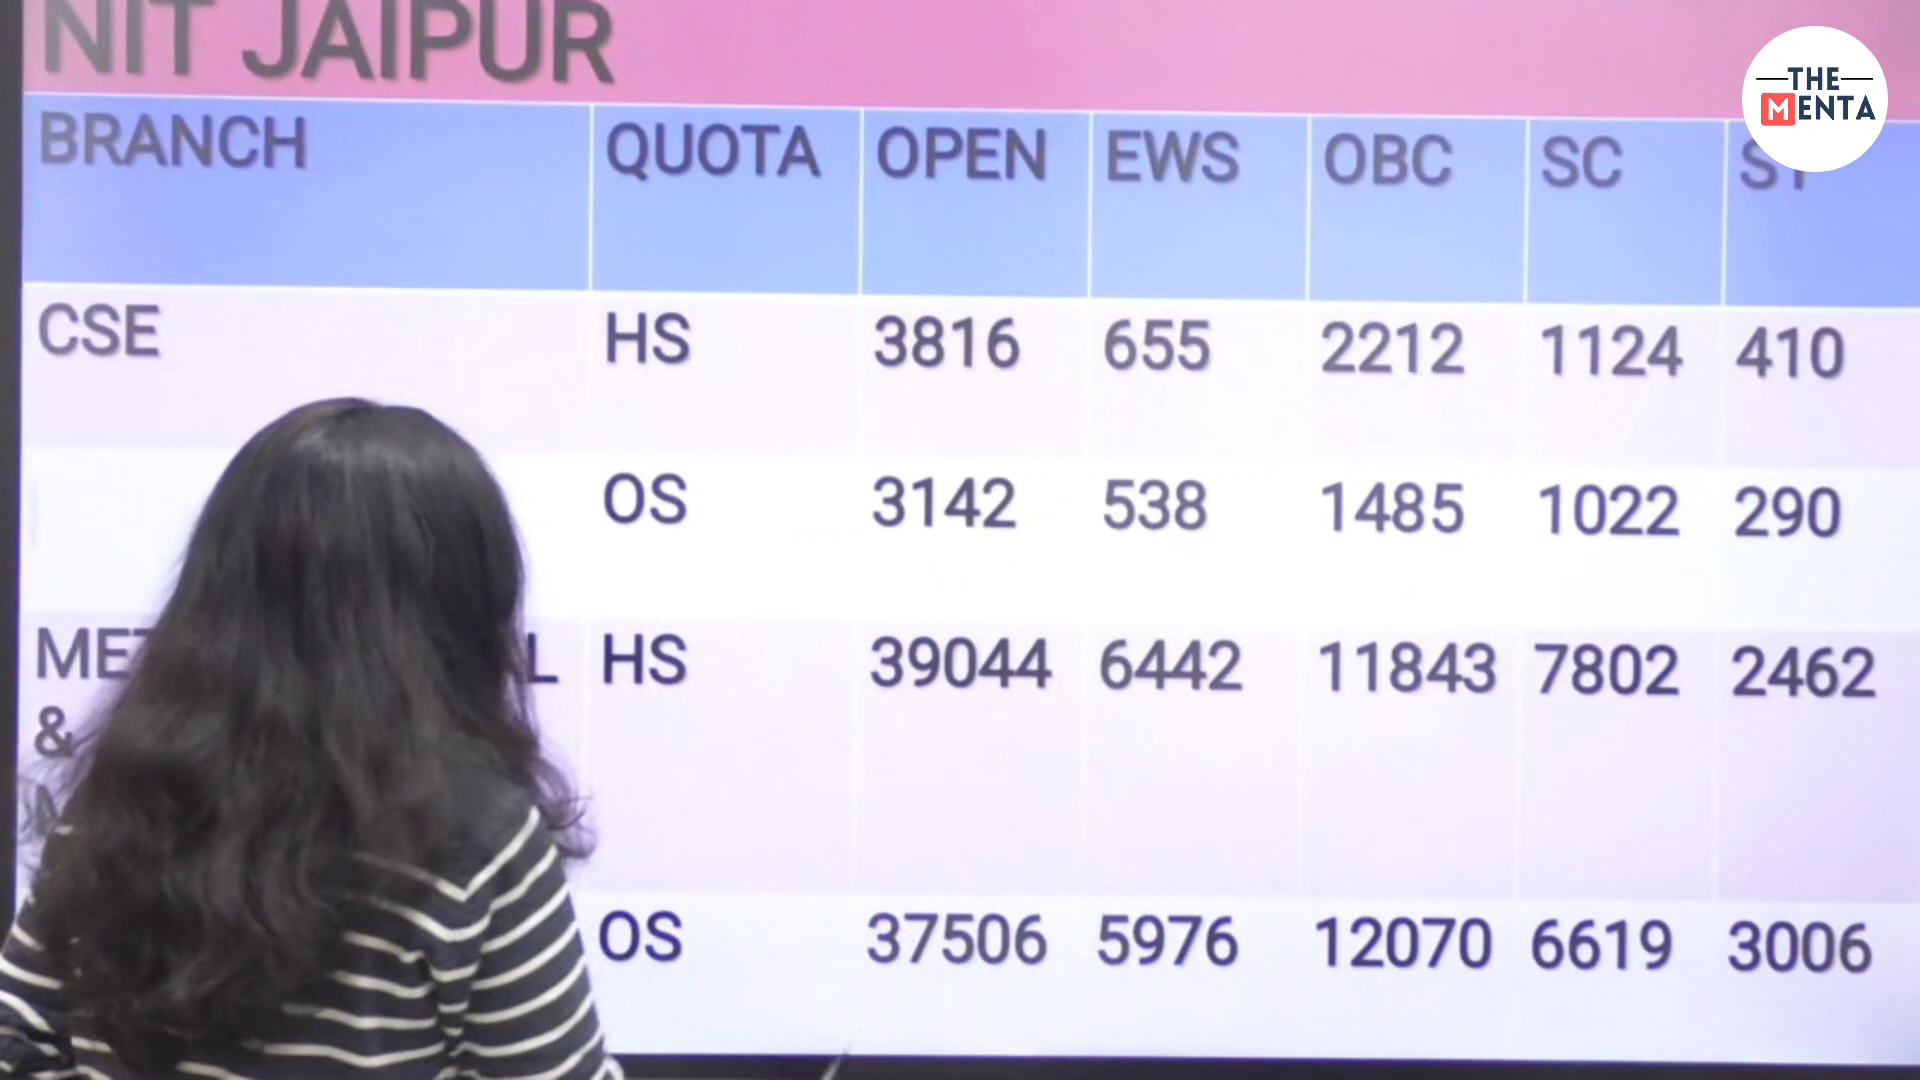 NIT JAIPUR
THE
MENTA
BRANCH QUOTA OPEN EWS OBC SC ST
CSE HS 3816 655 2212 1124 410
OS 3142 538 1485 1022 290
HS 39044 6442 11843 7802 2462
&
OS 37506 5976 12070 6619 3006